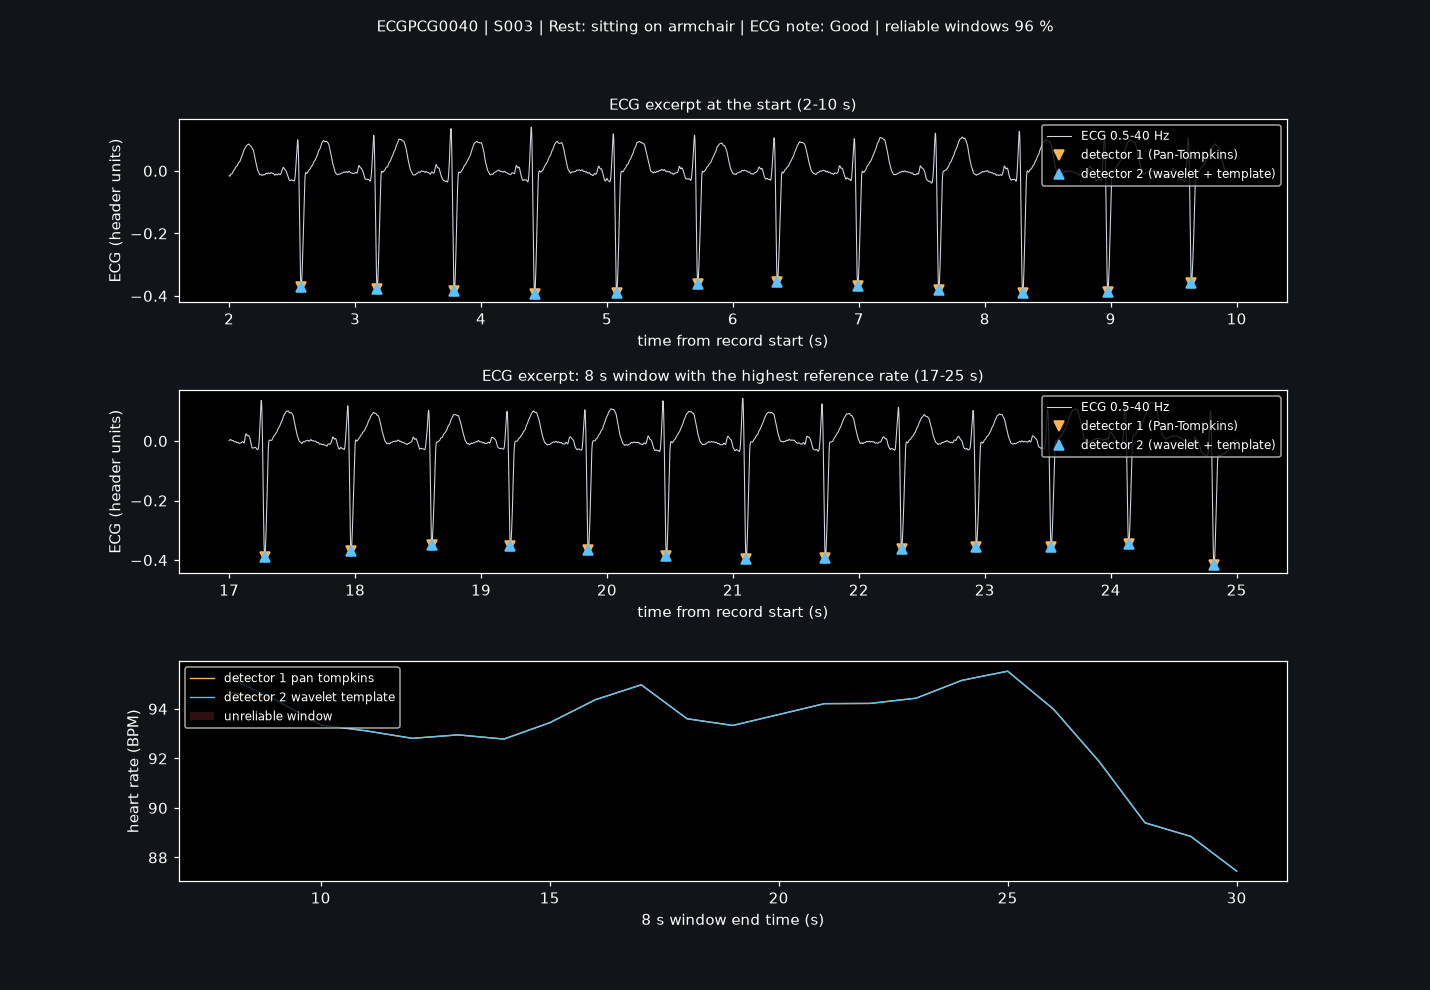 ECGPCG0040 | S003 | Rest: sitting on armchair | ECG note: Good | reliable windows 96 %
ECG excerpt at the start (2-10 s)
ECG (header units)
0.0
−0.2
−0.4
ECG 0.5-40 Hz
detector 1 (Pan-Tompkins)
detector 2 (wavelet + template)
2 3 4 5 6 7 8 9 10
time from record start (s)
ECG excerpt: 8 s window with the highest reference rate (17-25 s)
ECG (header units)
0.0
−0.2
−0.4
ECG 0.5-40 Hz
detector 1 (Pan-Tompkins)
detector 2 (wavelet + template)
17 18 19 20 21 22 23 24 25
time from record start (s)
heart rate (BPM)
94
92
90
88
detector 1 pan tompkins
detector 2 wavelet template
unreliable window
10 15 20 25 30
8 s window end time (s)